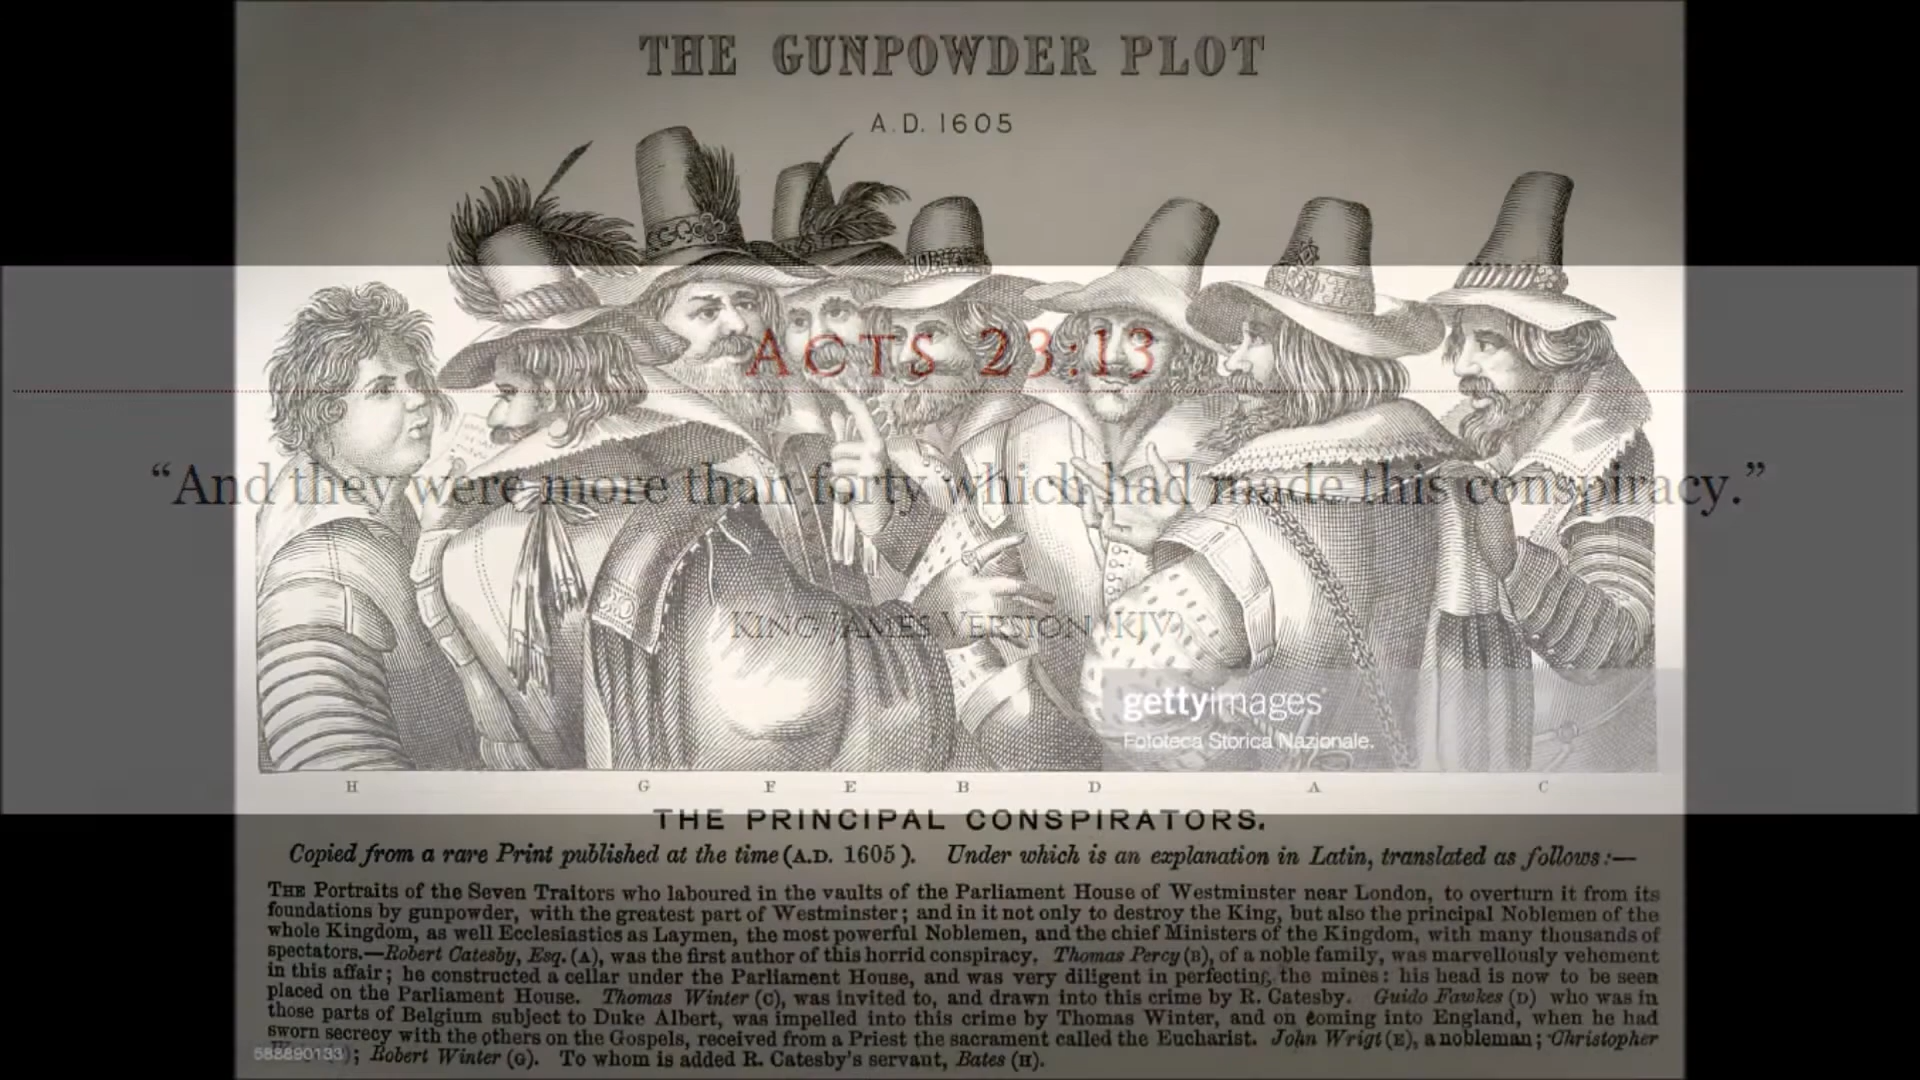 THE GUNPOWDER PLOT
A.D. 1605
ACTS 23:13
“And they were more than forty which had made this conspiracy.”
KING JAMES VERSION (KJV)
gettyimages
Fototeca Storica Nazionale.
H G F E B D A C
THE PRINCIPAL CONSPIRATORS.
Copied from a rare Print published at the time (A.D. 1605). Under which is an explanation in Latin, translated as follows:—
THE Portraits of the Seven Traitors who laboured in the vaults of the Parliament House of Westminster near London, to overturn it from its
foundations by gunpowder, with the greatest part of Westminster; and in it not only to destroy the King, but also the principal Noblemen of the
whole Kingdom, as well Ecclesiastics as Laymen, the most powerful Noblemen, and the chief Ministers of the Kingdom, with many thousands of
spectators.—Robert Catesby, Esq. (A), was the first author of this horrid conspiracy. Thomas Percy (B), of a noble family, was marvellously vehement
in this affair; he constructed a cellar under the Parliament House, and was very diligent in perfecting the mines: his head is now to be seen
placed on the Parliament House. Thomas Winter (C), was invited to, and drawn into this crime by R. Catesby. Guido Fawkes (D) who was in
those parts of Belgium subject to Duke Albert, was impelled into this crime by Thomas Winter, and on coming into England, when he had
sworn secrecy with the others on the Gospels, received from a Priest the sacrament called the Eucharist. John Wrigt (E), a nobleman; Christopher
; Robert Winter (G). To whom is added R. Catesby's servant, Bates (H).
588890133